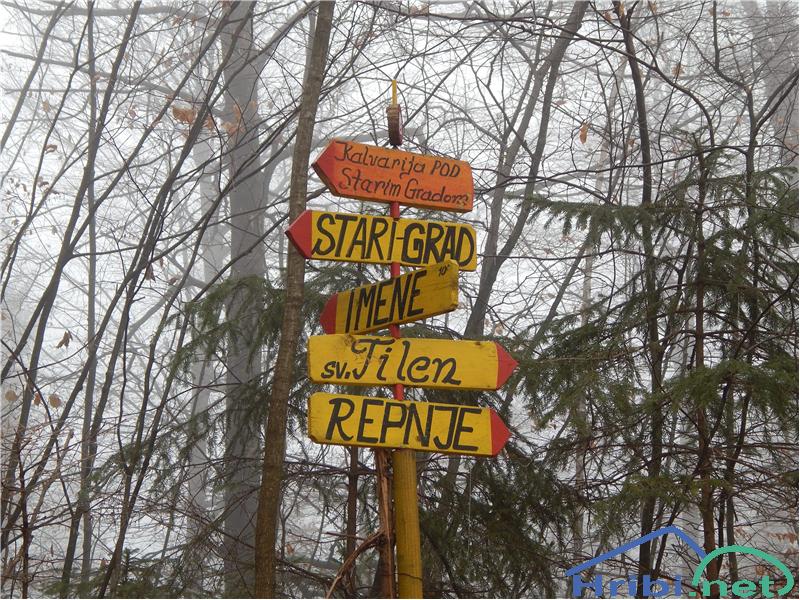 Kalvarija POD
Starim Gradom
STARI-GRAD
IMENE 10'
sv. Tilen
REPNJE
Hribi.net